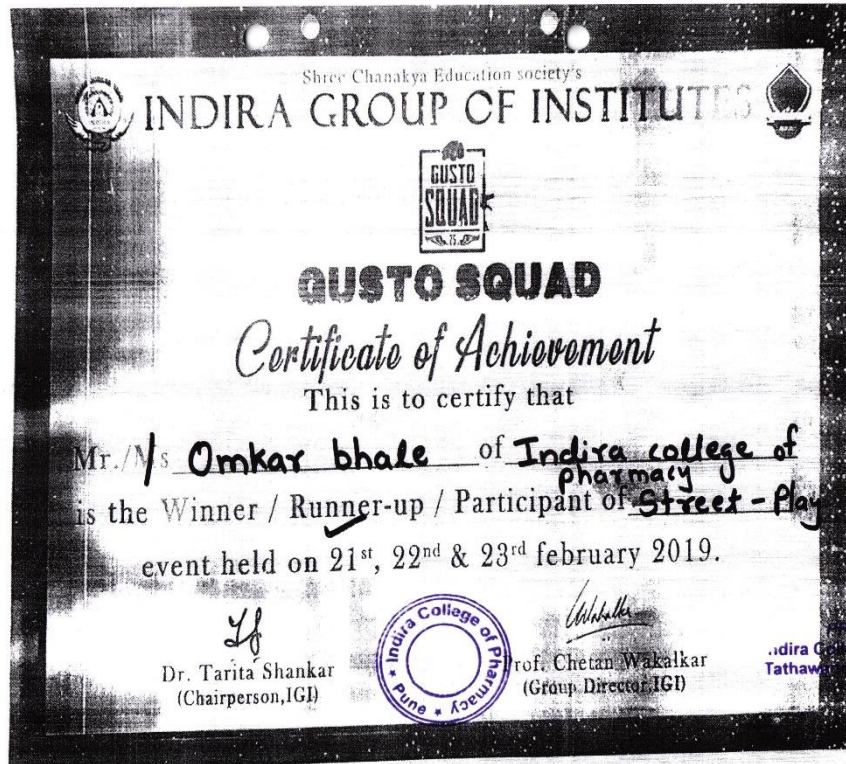 Shree Chanakya Education society's
INDIRA GROUP OF INSTITUTES
GUSTO
SQUAD
25
GUSTO SQUAD
Certificate of Achievement
This is to certify that
Mr./Ms Omkar bhale of Indira college of
pharmacy
is the Winner / Runner-up / Participant of Street - Play
event held on 21st, 22nd & 23rd february 2019.
Dr. Tarita Shankar
(Chairperson,IGI)
Indira College of Pharmacy
Pune
Prof. Chetan Wakalkar
(Group Director,IGI)